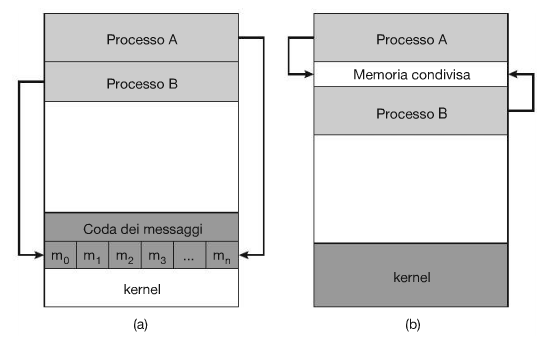 Processo A
Processo B
Coda dei messaggi
m0 m1 m2 m3 ... mn
kernel
(a)
Processo A
Memoria condivisa
Processo B
kernel
(b)